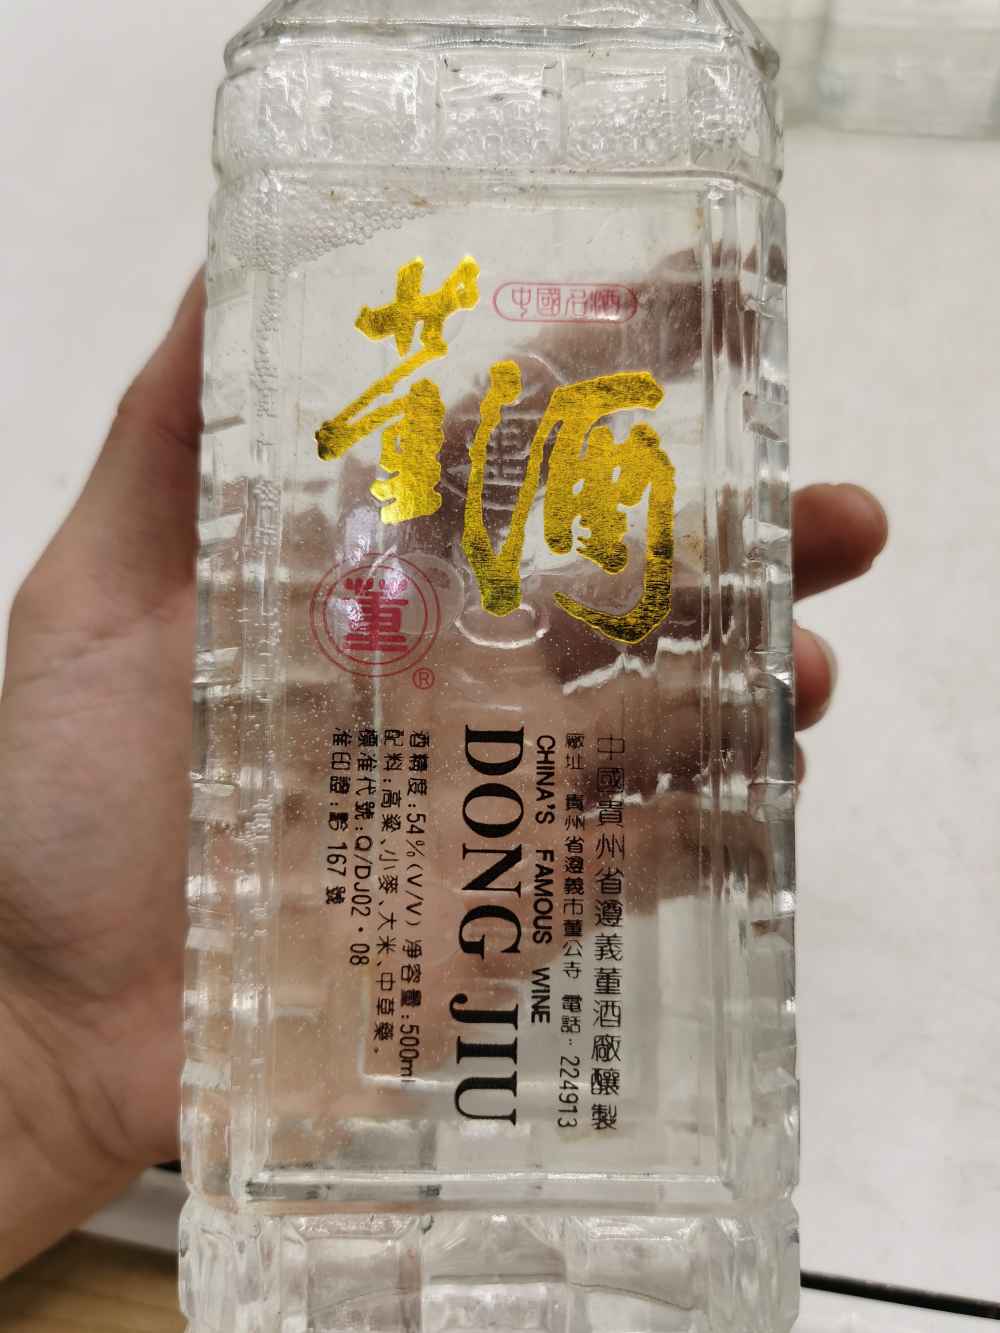 中國名酒
董酒
董
®
中國貴州省遵義董酒廠釀製
廠址 貴州省遵義市董公寺 電話：224913
CHINA'S FAMOUS WINE
DONG JIU
酒精度：54%(V/V) 净容量：500ml
配料：高粱、小麥、大米、中草藥。
標准代號：Q/DJ02·08
准印證：黔167號